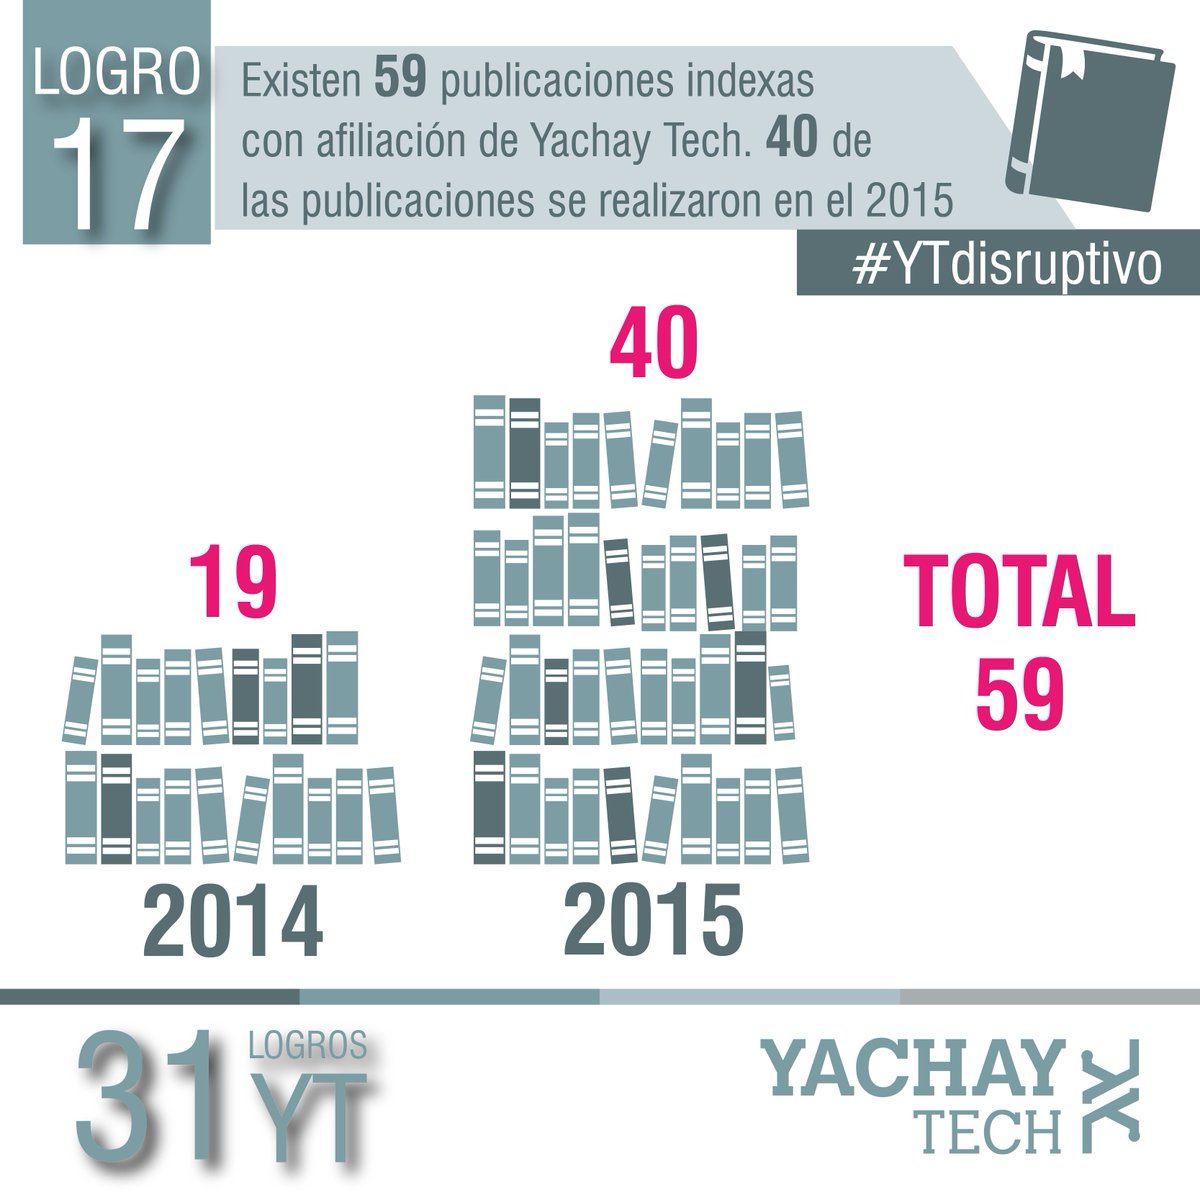 LOGRO
17
Existen 59 publicaciones indexas
con afiliación de Yachay Tech. 40 de
las publicaciones se realizaron en el 2015
#YTdisruptivo
40
19
TOTAL
59
2014
2015
31 LOGROS
YT
YACHAY
TECH